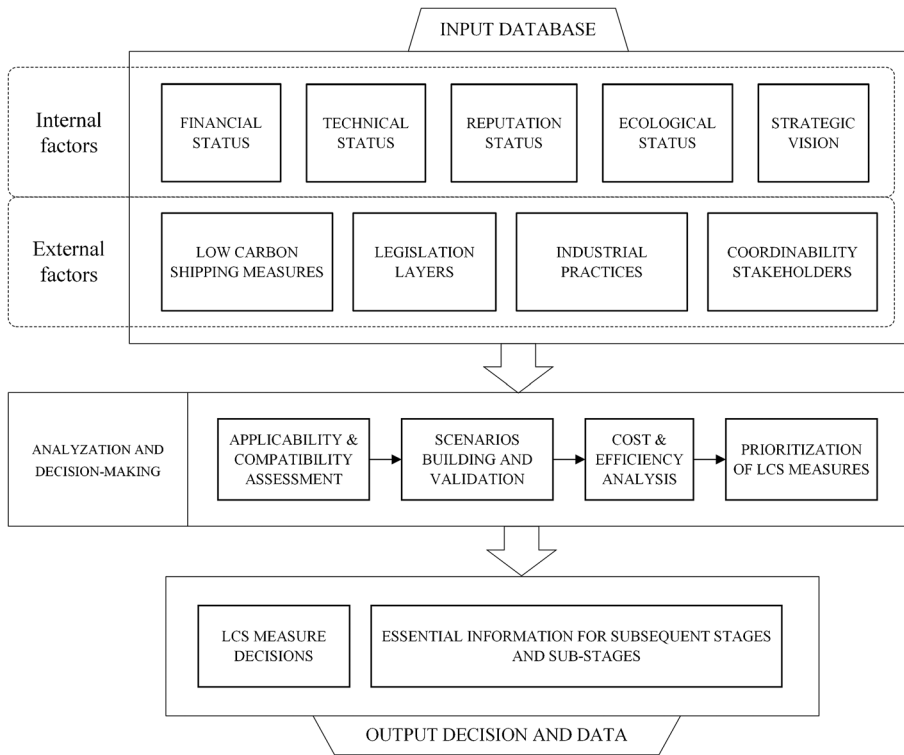 INPUT DATABASE
Internal
factors
FINANCIAL
STATUS
TECHNICAL
STATUS
REPUTATION
STATUS
ECOLOGICAL
STATUS
STRATEGIC
VISION
External
factors
LOW CARBON
SHIPPING MEASURES
LEGISLATION
LAYERS
INDUSTRIAL
PRACTICES
COORDINABILITY
STAKEHOLDERS
ANALYZATION AND
DECISION-MAKING
APPLICABILITY &
COMPATIBILITY
ASSESSMENT
SCENARIOS
BUILDING AND
VALIDATION
COST &
EFFICIENCY
ANALYSIS
PRIORITIZATION
OF LCS MEASURES
LCS MEASURE
DECISIONS
ESSENTIAL INFORMATION FOR SUBSEQUENT STAGES
AND SUB-STAGES
OUTPUT DECISION AND DATA